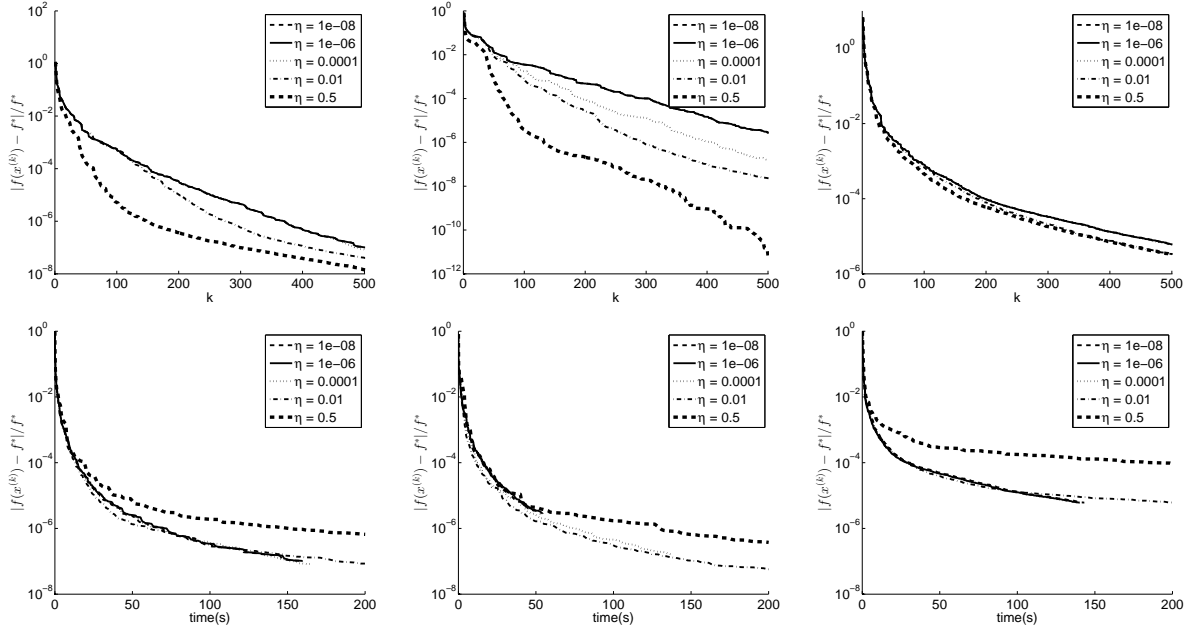 10^2
10^0
10^-2
10^-4
10^-6
10^-8
|f(x^(k)) − f*|/f*
0
100
200
300
400
500
k
η = 1e−08
η = 1e−06
η = 0.0001
η = 0.01
η = 0.5
10^0
10^-2
10^-4
10^-6
10^-8
10^-10
10^-12
|f(x^(k)) − f*|/f*
0
100
200
300
400
500
k
η = 1e−08
η = 1e−06
η = 0.0001
η = 0.01
η = 0.5
10^0
10^-2
10^-4
10^-6
|f(x^(k)) − f*|/f*
0
100
200
300
400
500
k
η = 1e−08
η = 1e−06
η = 0.0001
η = 0.01
η = 0.5
10^0
10^-2
10^-4
10^-6
10^-8
|f(x^(k)) − f*|/f*
0
50
100
150
200
time(s)
η = 1e−08
η = 1e−06
η = 0.0001
η = 0.01
η = 0.5
10^0
10^-2
10^-4
10^-6
10^-8
|f(x^(k)) − f*|/f*
0
50
100
150
200
time(s)
η = 1e−08
η = 1e−06
η = 0.0001
η = 0.01
η = 0.5
10^0
10^-2
10^-4
10^-6
10^-8
|f(x^(k)) − f*|/f*
0
50
100
150
200
time(s)
η = 1e−08
η = 1e−06
η = 0.0001
η = 0.01
η = 0.5